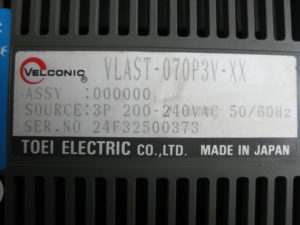 VELCONIC®
VLAST-070P3V-XX
ASSY :000000
SOURCE:3P 200-240VAC 50/60Hz
SER.NO 24F32500373
TOEI ELECTRIC CO.,LTD. MADE IN JAPAN